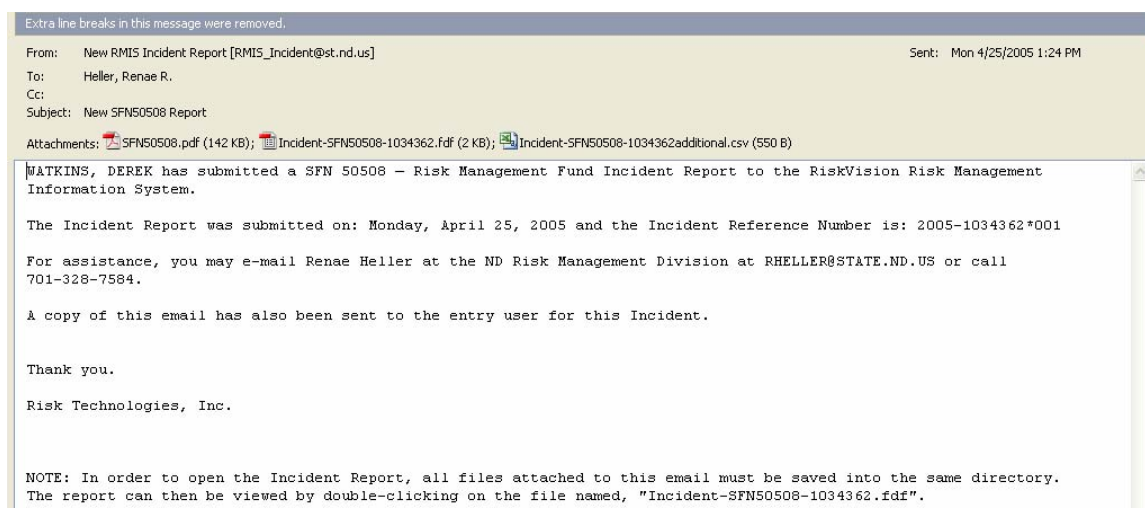 Extra line breaks in this message were removed.
From: New RMIS Incident Report [RMIS_Incident@st.nd.us] Sent: Mon 4/25/2005 1:24 PM
To: Heller, Renae R.
Cc:
Subject: New SFN50508 Report
Attachments: SFN50508.pdf (142 KB); Incident-SFN50508-1034362.fdf (2 KB); Incident-SFN50508-1034362additional.csv (550 B)
WATKINS, DEREK has submitted a SFN 50508 – Risk Management Fund Incident Report to the RiskVision Risk Management
Information System.
The Incident Report was submitted on: Monday, April 25, 2005 and the Incident Reference Number is: 2005-1034362*001
For assistance, you may e-mail Renae Heller at the ND Risk Management Division at RHELLER@STATE.ND.US or call
701-328-7584.
A copy of this email has also been sent to the entry user for this Incident.
Thank you.
Risk Technologies, Inc.
NOTE: In order to open the Incident Report, all files attached to this email must be saved into the same directory.
The report can then be viewed by double-clicking on the file named, "Incident-SFN50508-1034362.fdf".